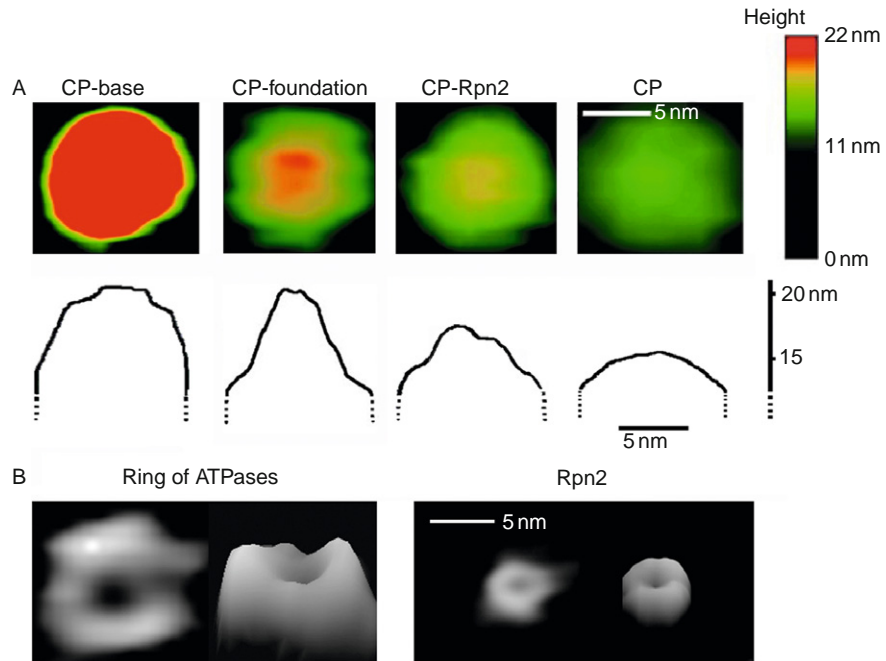 Height
22 nm
A
CP-base
CP-foundation
CP-Rpn2
CP
5 nm
11 nm
0 nm
20 nm
15
5 nm
B
Ring of ATPases
Rpn2
5 nm